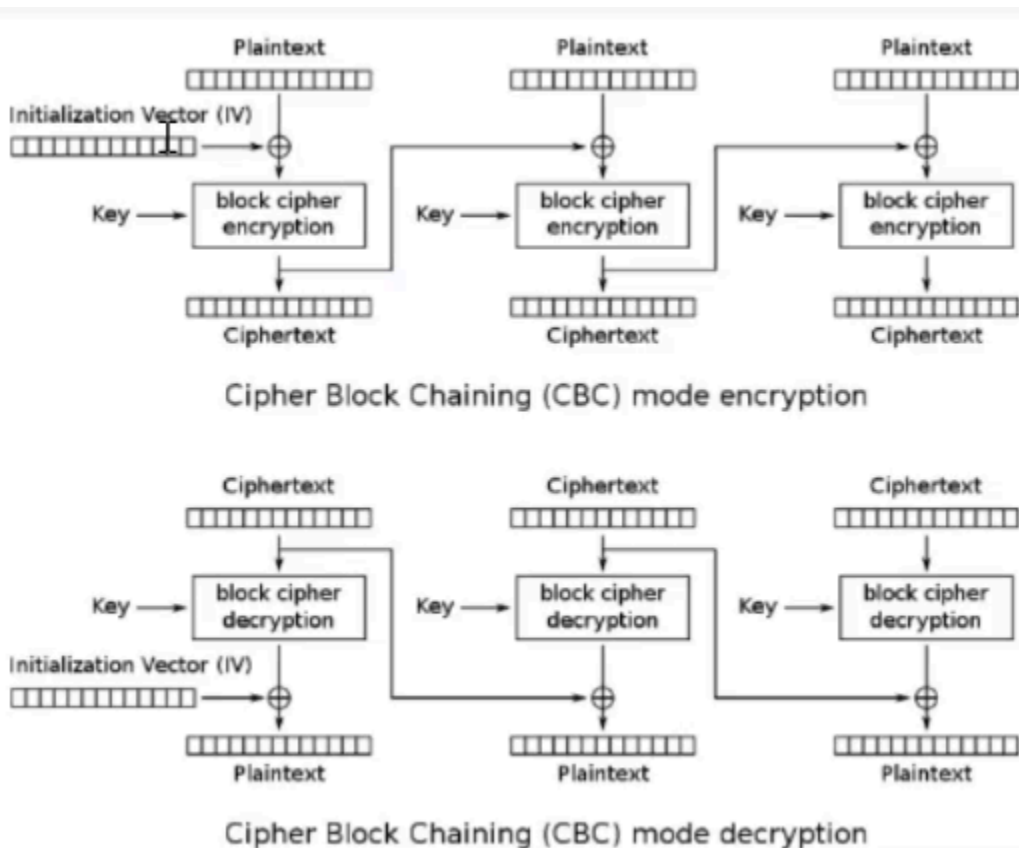 Plaintext Plaintext Plaintext
Initialization Vector (IV)
Key block cipher encryption Key block cipher encryption Key block cipher encryption
Ciphertext Ciphertext Ciphertext
Cipher Block Chaining (CBC) mode encryption
Ciphertext Ciphertext Ciphertext
Key block cipher decryption Key block cipher decryption Key block cipher decryption
Initialization Vector (IV)
Plaintext Plaintext Plaintext
Cipher Block Chaining (CBC) mode decryption